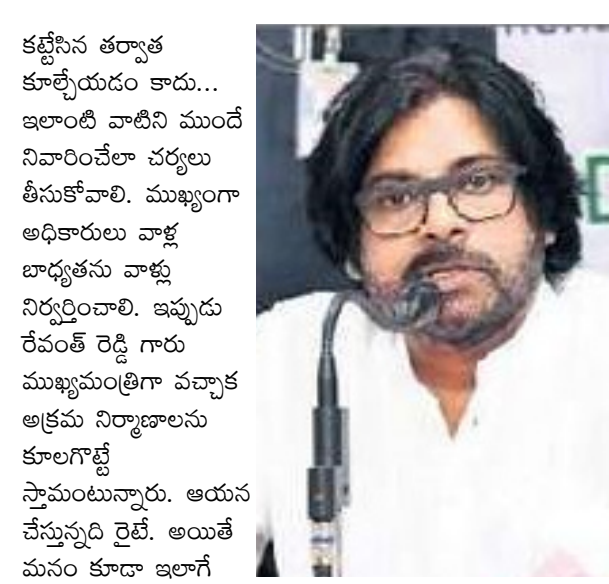 కట్టేసిన తర్వాత
కూల్చేయడం కాదు...
ఇలాంటి వాటిని ముందే
నివారించేలా చర్యలు
తీసుకోవాలి. ముఖ్యంగా
అధికారులు వాళ్ల
బాధ్యతను వాళ్లు
నిర్వర్తించాలి. ఇప్పుడు
రేవంత్ రెడ్డి గారు
ముఖ్యమంత్రిగా వచ్చాక
అక్రమ నిర్మాణాలను
కూలగొట్టే
స్తామంటున్నారు. ఆయన
చేస్తున్నది రైటే. అయితే
మనం కూడా ఇలాగే